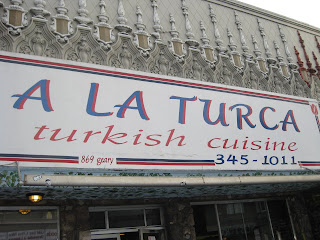 A LA TURCA
turkish cuisine
869 geary 345-1011